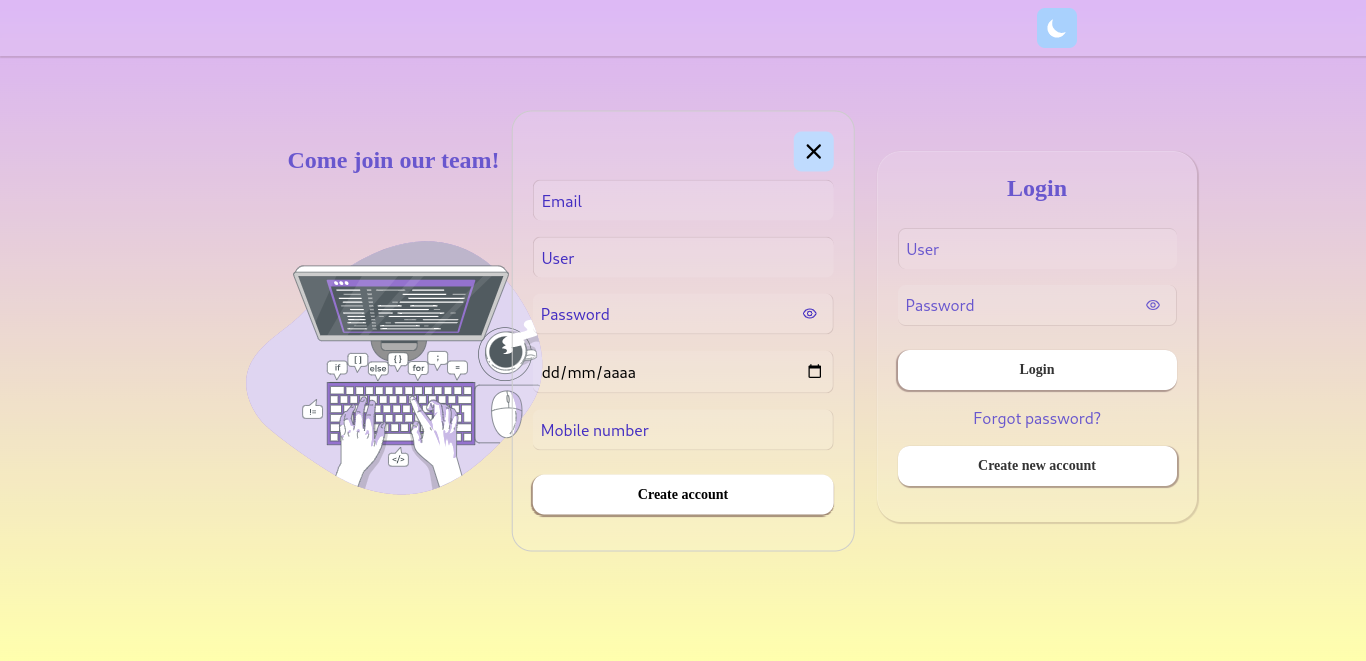 Come join our team!
if
[ ]
else
{ }
for
;
=
!=
</>
Email
User
Password
dd/mm/aaaa
Mobile number
Create account
Login
User
Password
Login
Forgot password?
Create new account